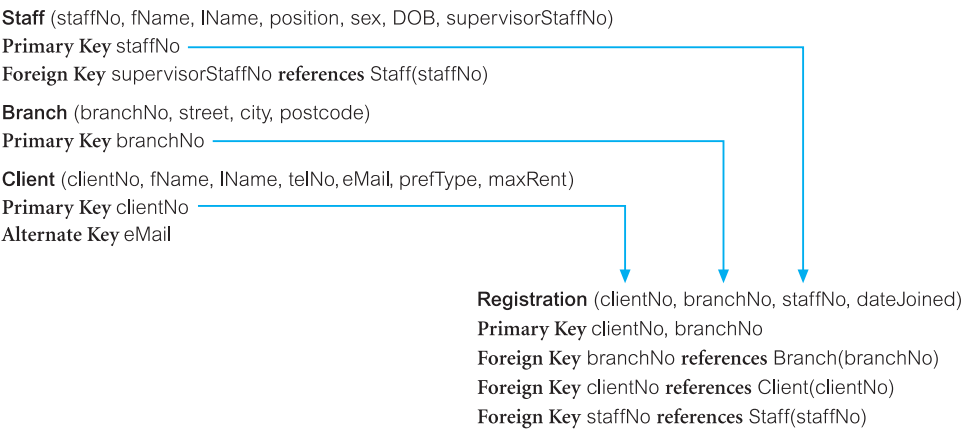 Staff (staffNo, fName, lName, position, sex, DOB, supervisorStaffNo)
Primary Key staffNo
Foreign Key supervisorStaffNo references Staff(staffNo)
Branch (branchNo, street, city, postcode)
Primary Key branchNo
Client (clientNo, fName, lName, telNo, eMail, prefType, maxRent)
Primary Key clientNo
Alternate Key eMail
Registration (clientNo, branchNo, staffNo, dateJoined)
Primary Key clientNo, branchNo
Foreign Key branchNo references Branch(branchNo)
Foreign Key clientNo references Client(clientNo)
Foreign Key staffNo references Staff(staffNo)